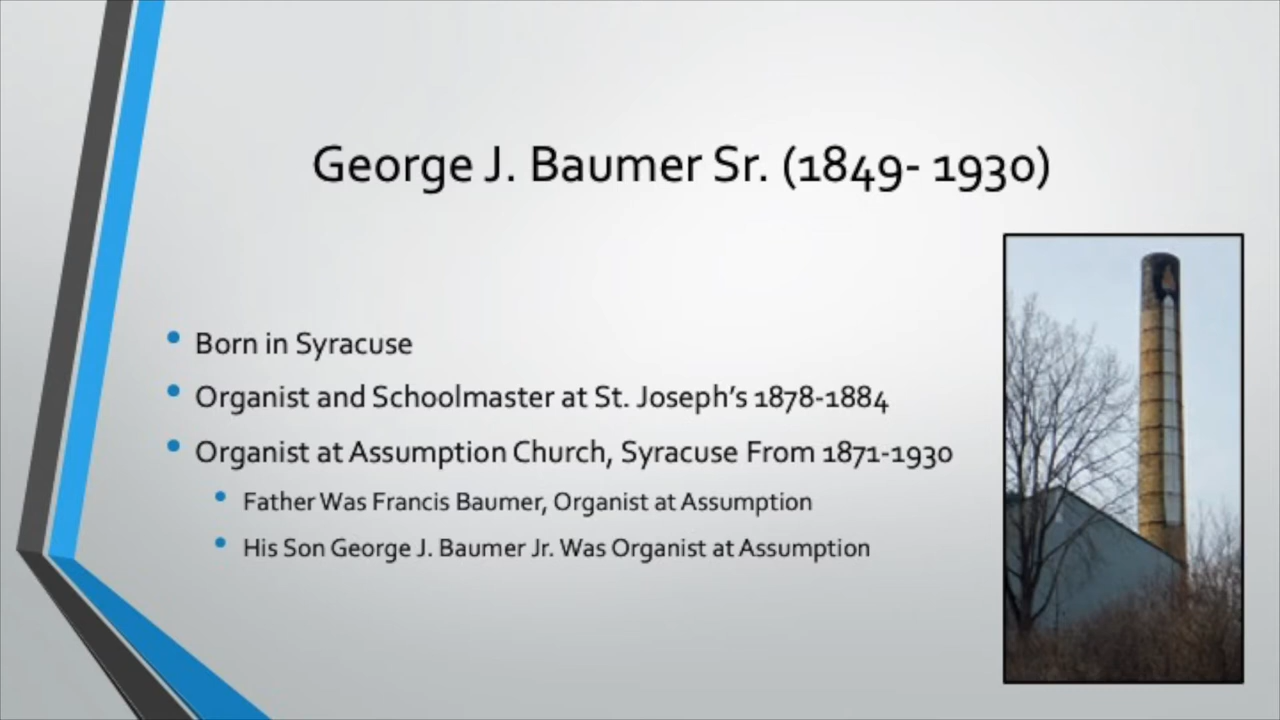 George J. Baumer Sr. (1849- 1930)
• Born in Syracuse
• Organist and Schoolmaster at St. Joseph’s 1878-1884
• Organist at Assumption Church, Syracuse From 1871-1930
• Father Was Francis Baumer, Organist at Assumption
• His Son George J. Baumer Jr. Was Organist at Assumption